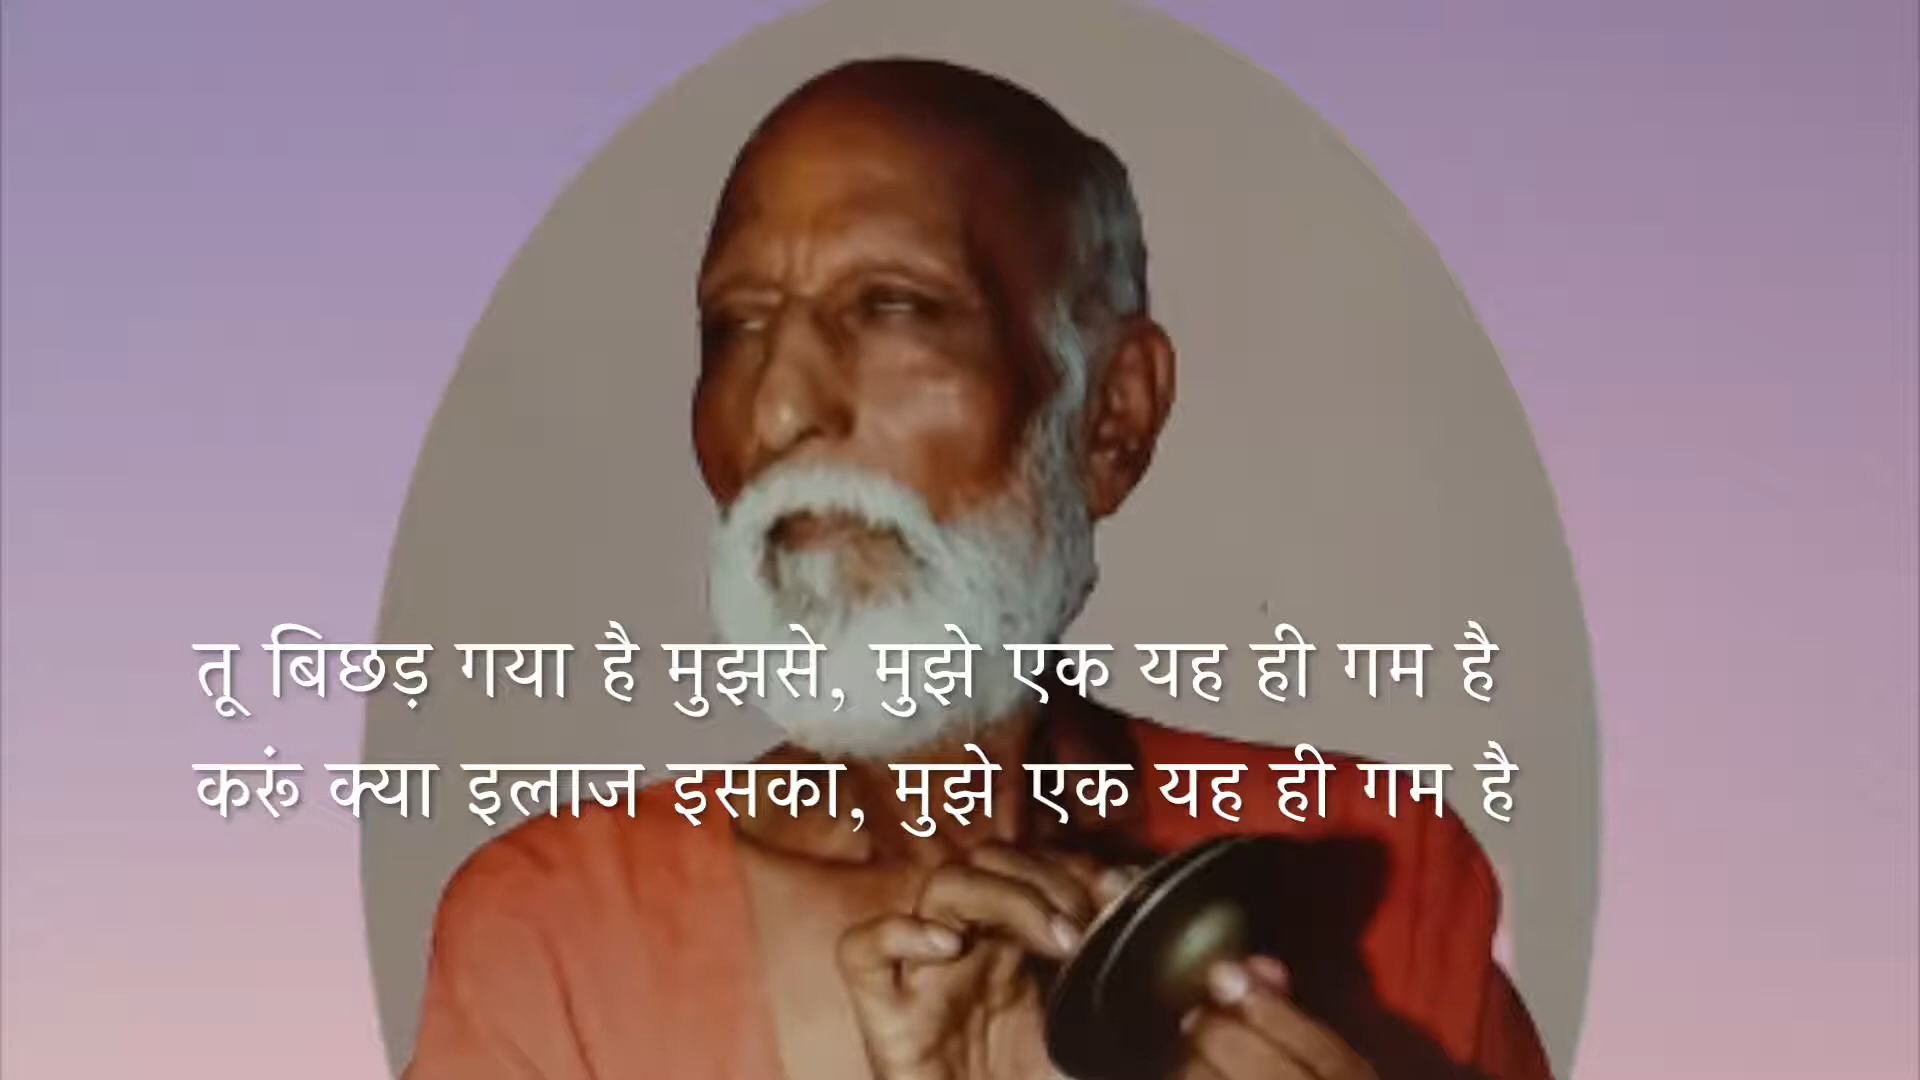 तू बिछड़ गया है मुझसे, मुझे एक यह ही गम है
करूं क्या इलाज इसका, मुझे एक यह ही गम है